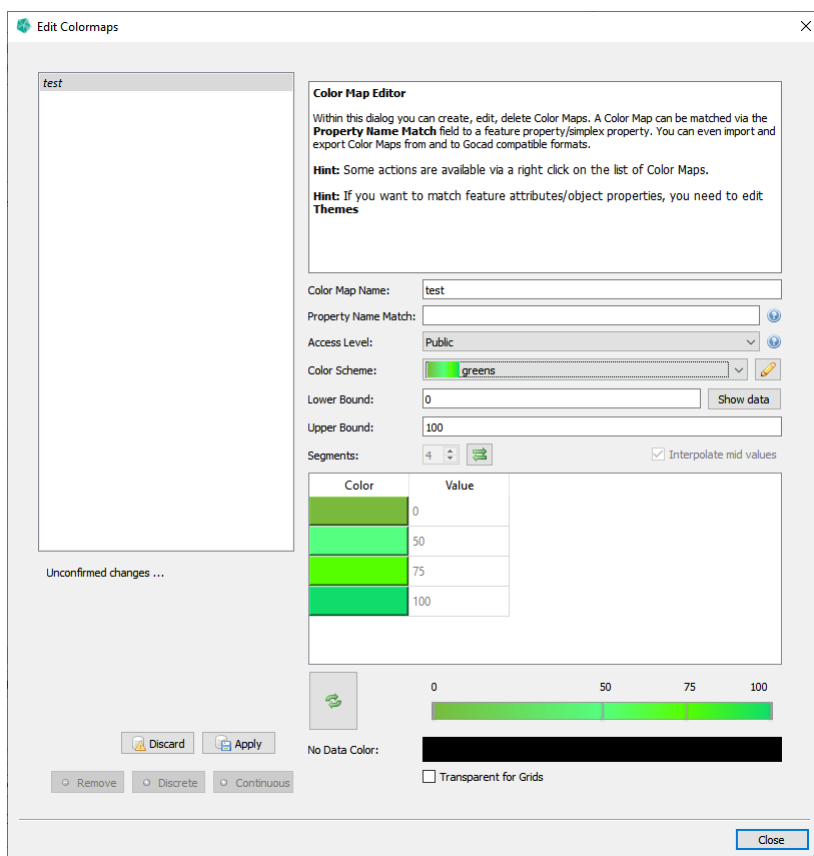 Edit Colormaps
test
Color Map Editor
Within this dialog you can create, edit, delete Color Maps. A Color Map can be matched via the
Property Name Match field to a feature property/simplex property. You can even import and
export Color Maps from and to Gocad compatible formats.
Hint: Some actions are available via a right click on the list of Color Maps.
Hint: If you want to match feature attributes/object properties, you need to edit
Themes
Color Map Name: test
Property Name Match:
Access Level: Public
Color Scheme: greens
Lower Bound: 0 Show data
Upper Bound: 100
Segments: 4 Interpolate mid values
Color Value
0
50
75
100
Unconfirmed changes ...
0 50 75 100
Discard Apply
No Data Color:
Transparent for Grids
Remove Discrete Continuous
Close